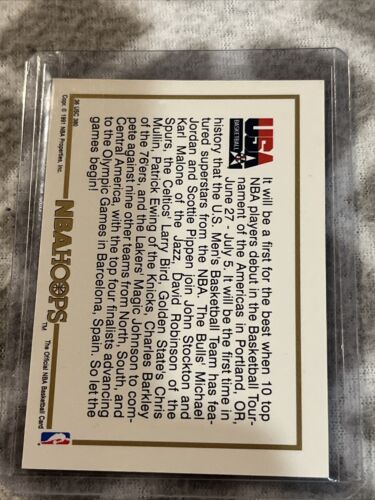 USA
BASKETBALL
It will be a first for the best when 10 top
NBA players debut in the Basketball Tour-
nament of the Americas in Portland, OR,
June 27 - July 5. It will be the first time in
history that the U.S. Men's Basketball Team has fea-
tured superstars from the NBA. The Bulls' Michael
Jordan and Scottie Pippen join John Stockton and
Karl Malone of the Jazz, David Robinson of the
Spurs, the Celtics' Larry Bird, Golden State's Chris
Mullin, Patrick Ewing of the Knicks, Charles Barkley
of the 76ers, and the Lakers' Magic Johnson to com-
pete against nine other teams from North, South, and
Central America, with the top four finalists advancing
to the Olympic Games in Barcelona, Spain. So let the
games begin!
NBA HOOPS™
The Official NBA Basketball Card
Copr. © 1991 NBA Properties, Inc.